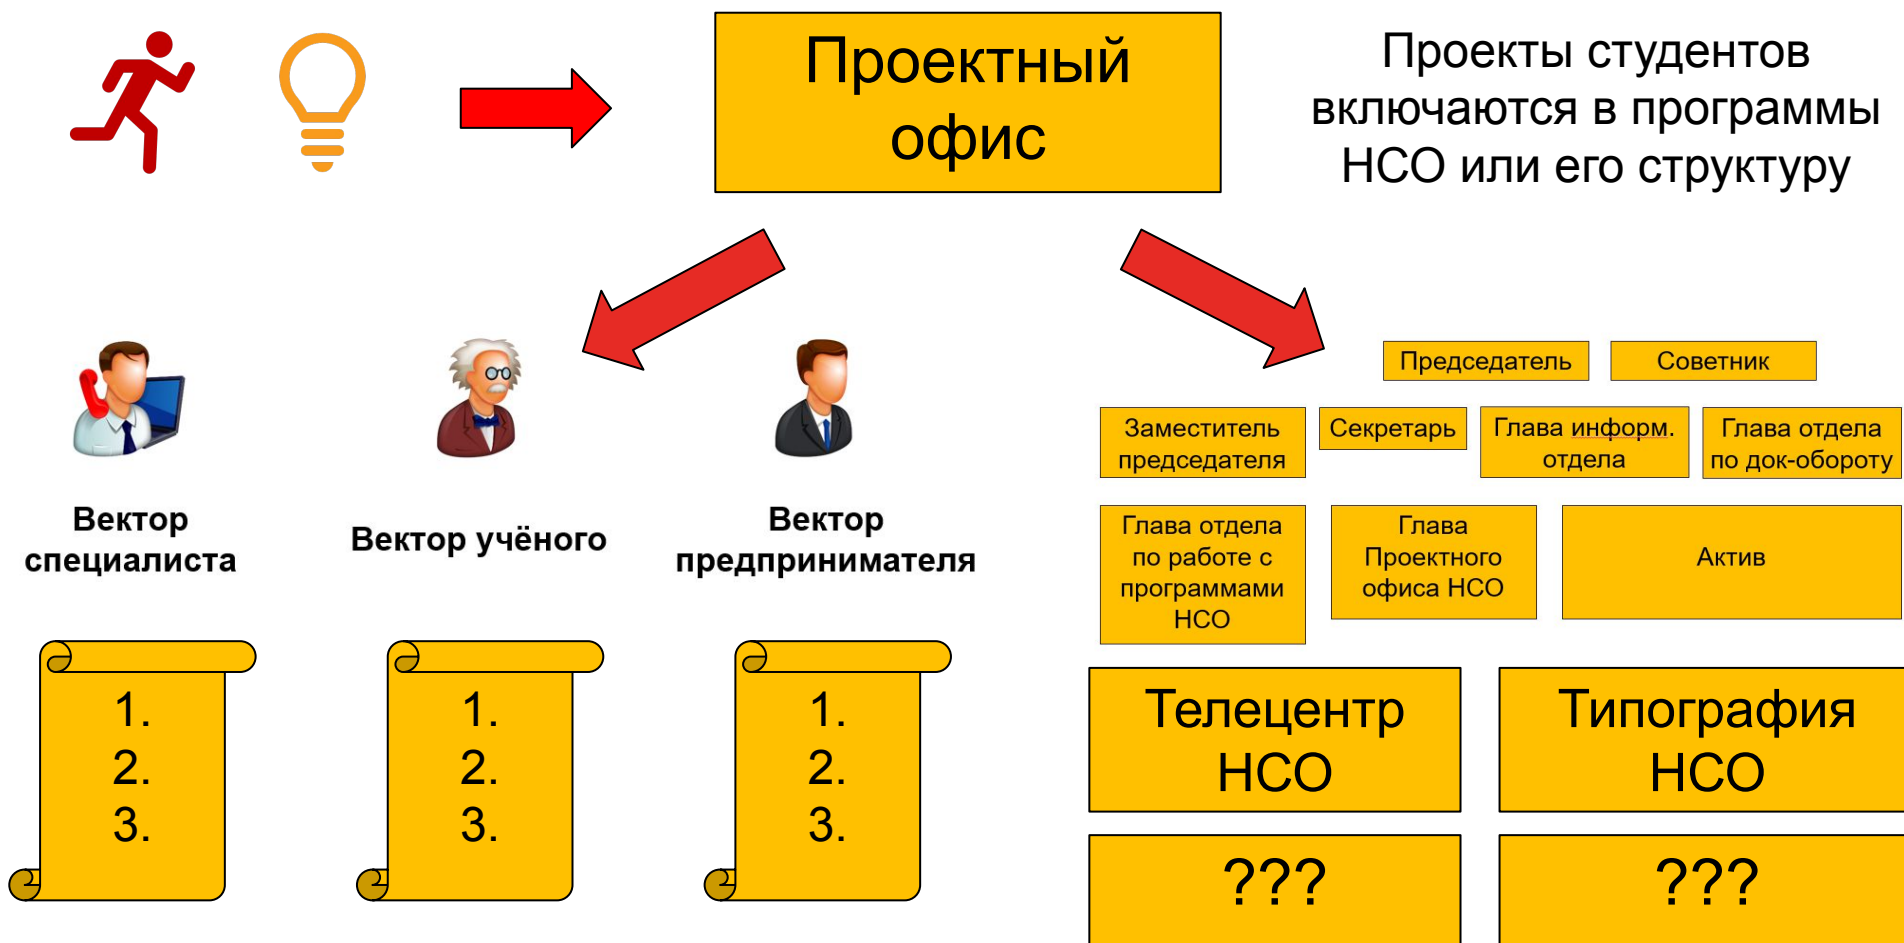 Проектный
офис
Проекты студентов
включаются в программы
НСО или его структуру
Вектор
специалиста
Вектор учёного
Вектор
предпринимателя
1.
2.
3.
1.
2.
3.
1.
2.
3.
Председатель
Советник
Заместитель
председателя
Секретарь
Глава информ.
отдела
Глава отдела
по док-обороту
Глава отдела
по работе с
программами
НСО
Глава
Проектного
офиса НСО
Актив
Телецентр
НСО
Типография
НСО
???
???